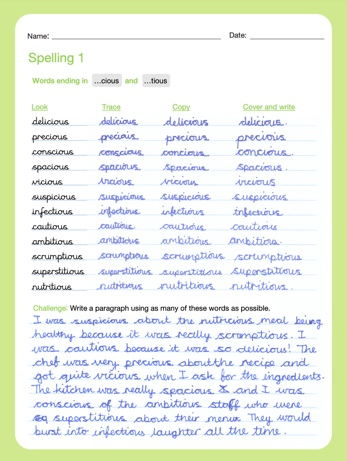 Name: Date:
Spelling 1
Words ending in ...cious and ...tious
Look Trace Copy Cover and write
delicious delicious delicious delicious.
precious precious precious precious
conscious conscious concious concious.
spacious spacious spacious spacious.
vicious vicious vicious vicious
suspicious suspicious suspicious suspicious
infectious infectious infectious infectious
cautious cautious cautious cautious
ambitious ambitious ambitious ambitious.
scrumptious scrumptious scrumptious scrumptious
superstitious superstitious superstitious superstitious
nutritious. nutritious nutritious nutritious.
Challenge: Write a paragraph using as many of these words as possible.
I was suspicious about the nutricious meal being
healthy because it was really scrumptious. I
was cautious because it was so delicious! The
chef was very precious about the recipe and
got quite vicious when I ask for the ingredients.
The kitchen was really spacious & and I was
conscious of the ambitious staff who were
superstitious about their menu. They would
bust into infectious laughter all the time.